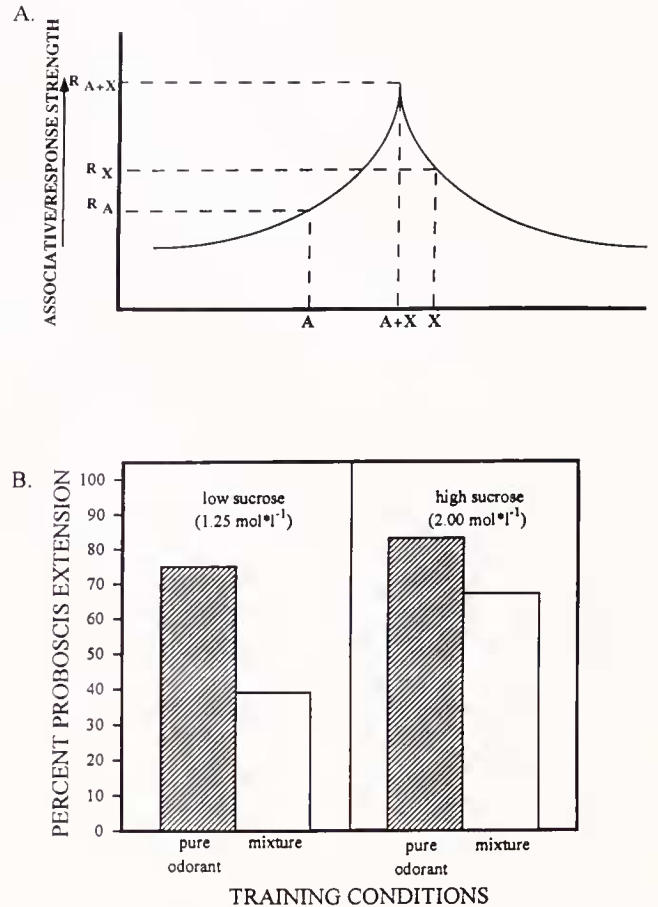 A.
ASSOCIATIVE/RESPONSE STRENGTH
R A+X
R X
R A
A A+X X
B.
PERCENT PROBOSCIS EXTENSION
100
90
80
70
60
50
40
30
20
10
0
low sucrose
(1.25 mol*l⁻¹)
high sucrose
(2.00 mol*l⁻¹)
pure
odorant
mixture
pure
odorant
mixture
TRAINING CONDITIONS